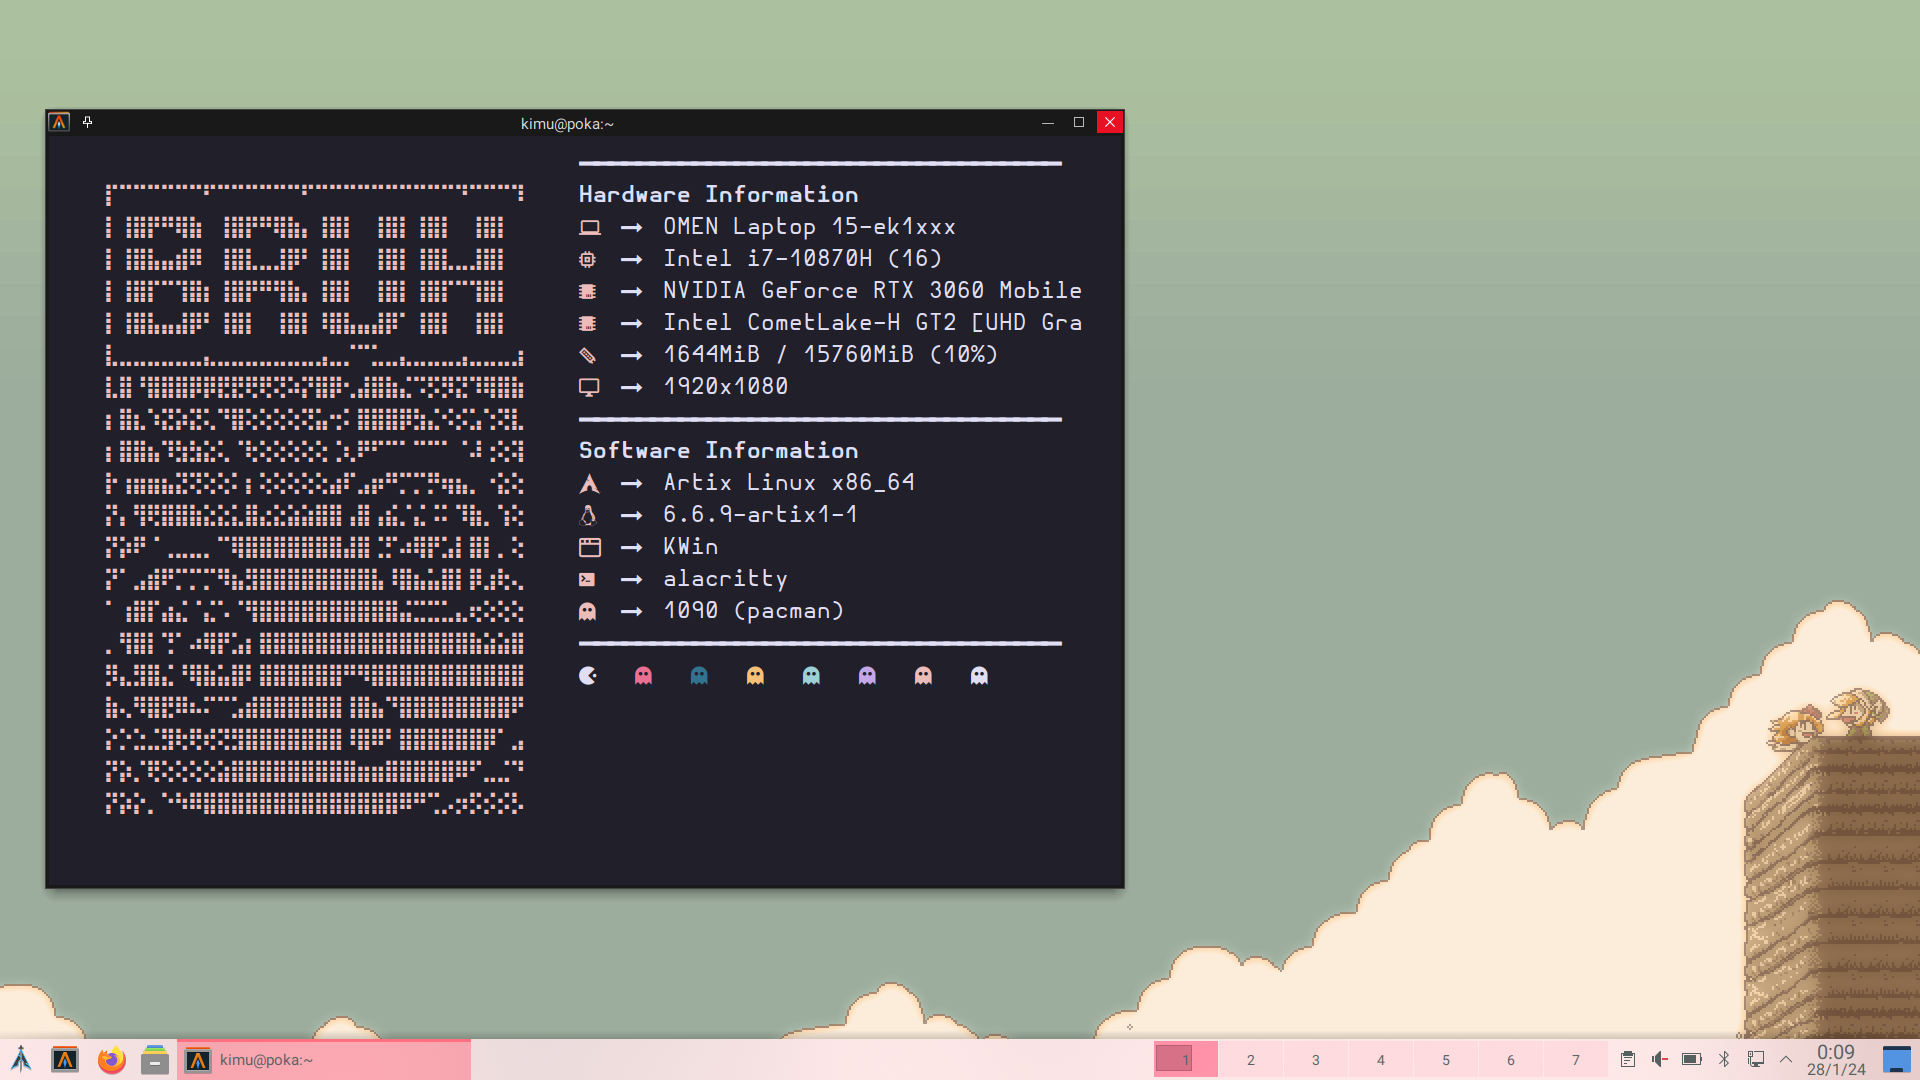 kimu@poka:~
BRUH
Hardware Information
OMEN Laptop 15-ek1xxx
Intel i7-10870H (16)
NVIDIA GeForce RTX 3060 Mobile
Intel CometLake-H GT2 [UHD Gra
1644MiB / 15760MiB (10%)
1920x1080
Software Information
Artix Linux x86_64
6.6.9-artix1-1
KWin
alacritty
1090 (pacman)
kimu@poka:~
1 2 3 4 5 6 7
0:09
28/1/24